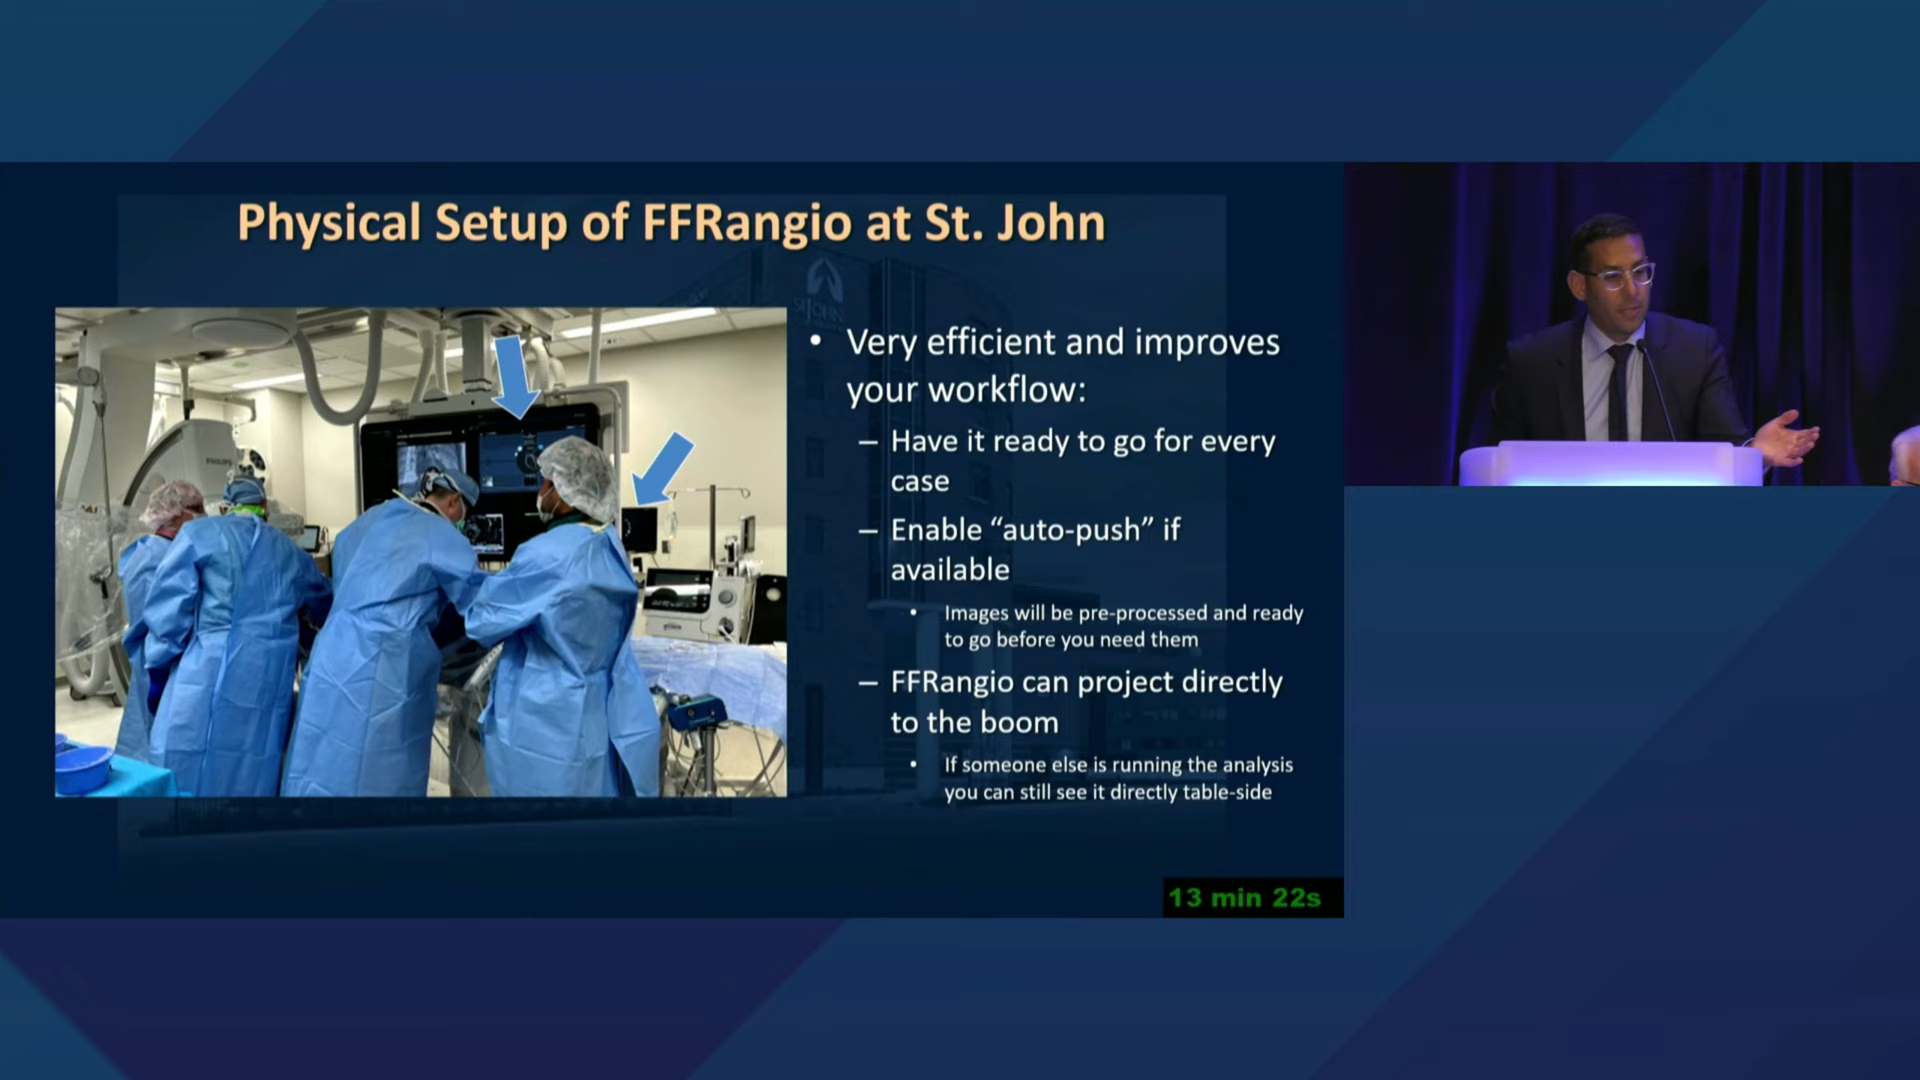 Physical Setup of FFRangio at St. John
ST JOHN
• Very efficient and improves
your workflow:
– Have it ready to go for every
case
– Enable “auto-push” if
available
• Images will be pre-processed and ready
to go before you need them
– FFRangio can project directly
to the boom
• If someone else is running the analysis
you can still see it directly table-side
PHILIPS
13 min 22s